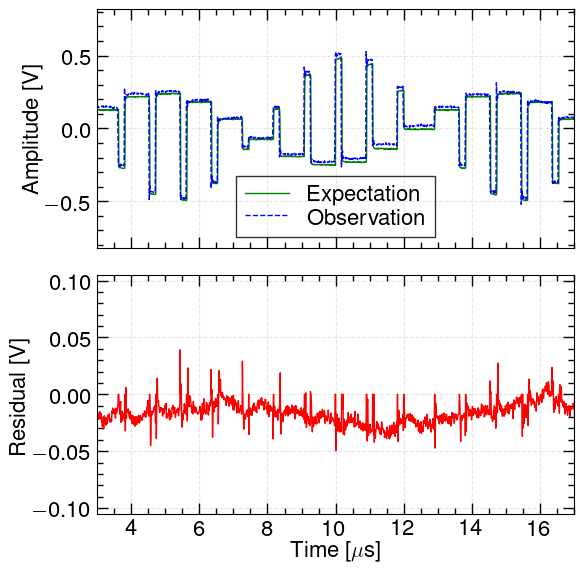 Amplitude [V]
0.5
0.0
−0.5
Expectation
Observation
Residual [V]
0.10
0.05
0.00
−0.05
−0.10
4 6 8 10 12 14 16
Time [μs]